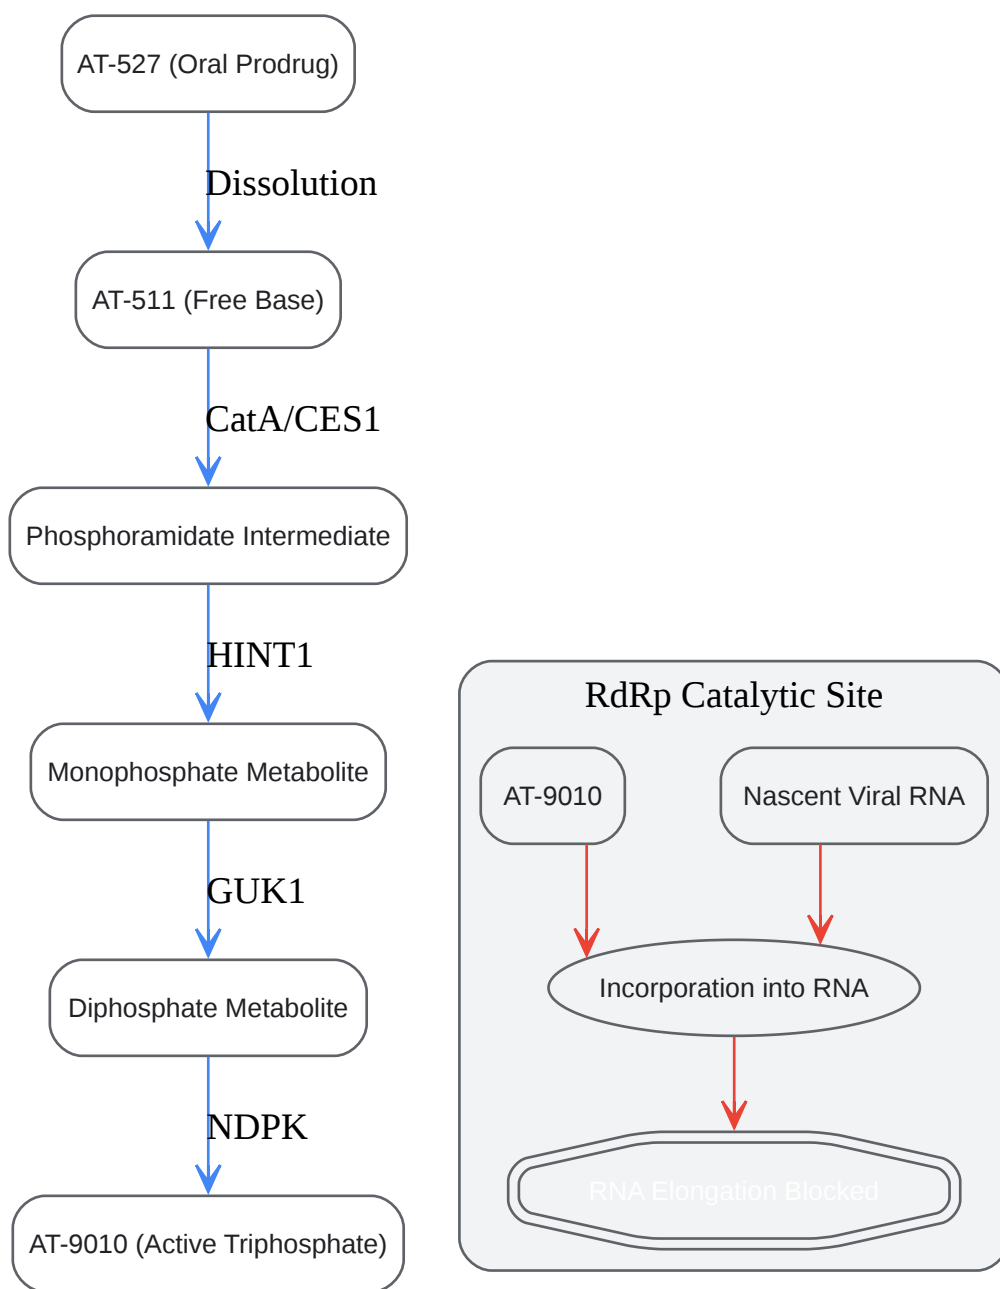 AT-527 (Oral Prodrug)
Dissolution
AT-511 (Free Base)
CatA/CES1
Phosphoramidate Intermediate
HINT1
Monophosphate Metabolite
GUK1
Diphosphate Metabolite
NDPK
AT-9010 (Active Triphosphate)
RdRp Catalytic Site
AT-9010
Nascent Viral RNA
Incorporation into RNA
RNA Elongation Blocked